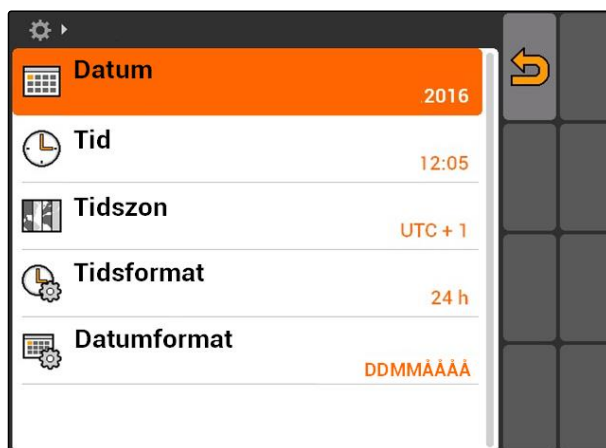 Datum
2016
Tid
12:05
Tidszon
UTC + 1
Tidsformat
24 h
Datumformat
DDMMÅÅÅÅ